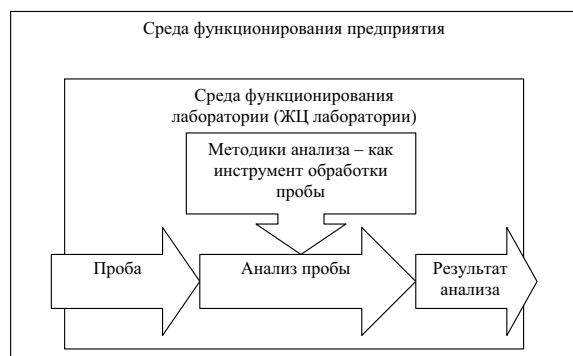 Среда функционирования предприятия
Среда функционирования
лаборатории (ЖЦ лаборатории)
Методики анализа – как
инструмент обработки
пробы
Проба
Анализ пробы
Результат
анализа